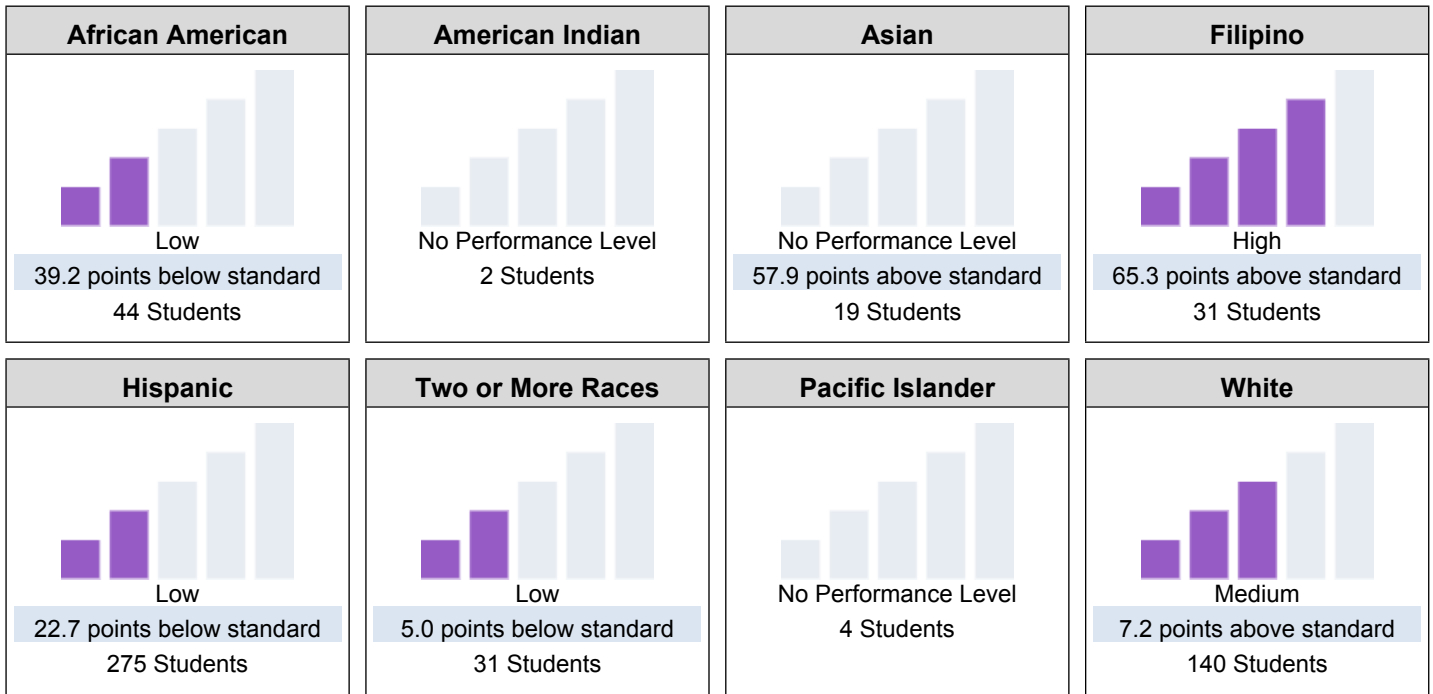 African American
Low
39.2 points below standard
44 Students
American Indian
No Performance Level
2 Students
Asian
No Performance Level
57.9 points above standard
19 Students
Filipino
High
65.3 points above standard
31 Students
Hispanic
Low
22.7 points below standard
275 Students
Two or More Races
Low
5.0 points below standard
31 Students
Pacific Islander
No Performance Level
4 Students
White
Medium
7.2 points above standard
140 Students